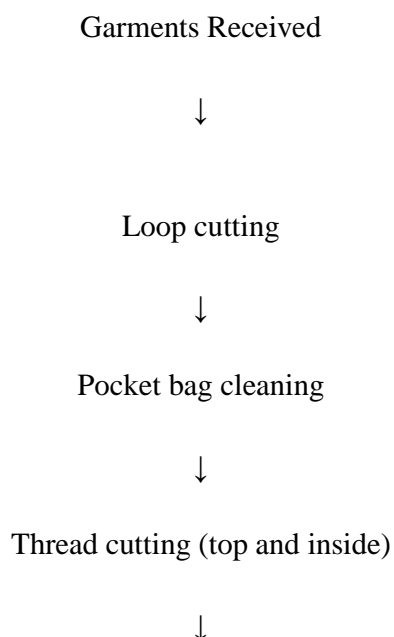 Garments Received
↓
Loop cutting
↓
Pocket bag cleaning
↓
Thread cutting (top and inside)
↓